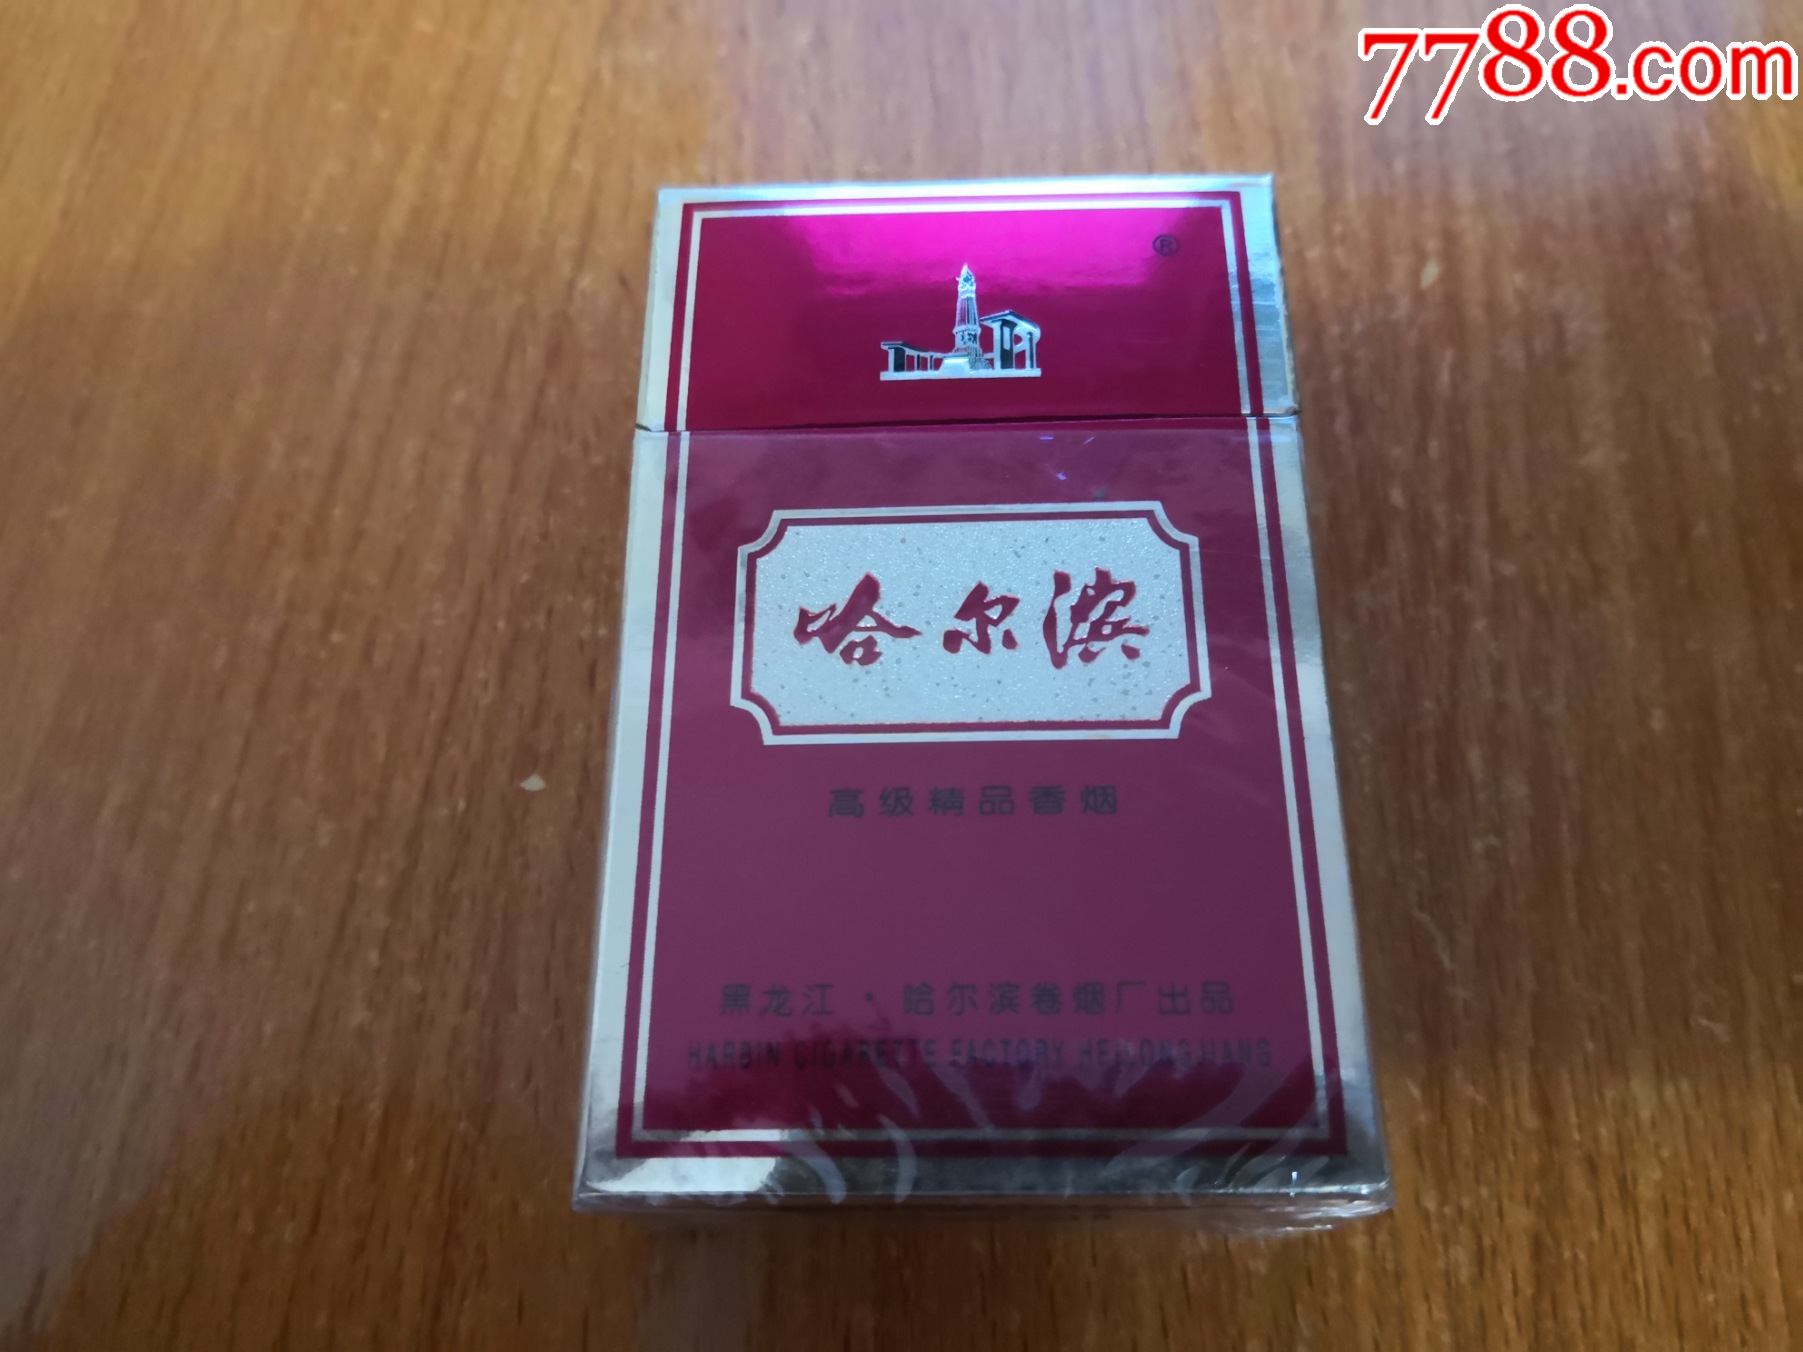 7788.com
®
哈尔滨
高级精品香烟
黑龙江·哈尔滨卷烟厂出品
HARBIN CIGARETTE FACTORY HEILONGJIANG